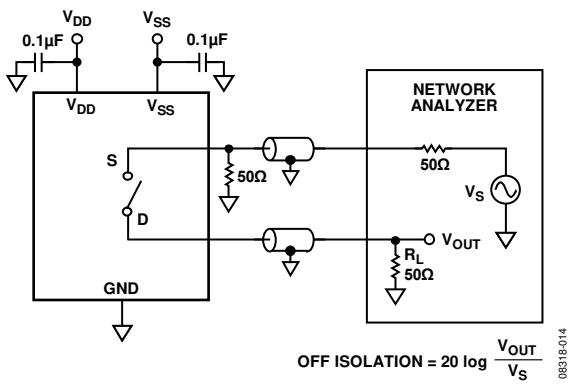 VDD
VSS
0.1µF
0.1µF
VDD
VSS
NETWORK
ANALYZER
S
50Ω
50Ω
VS
D
VOUT
RL
50Ω
GND
OFF ISOLATION = 20 log VOUT
VS
08318-014